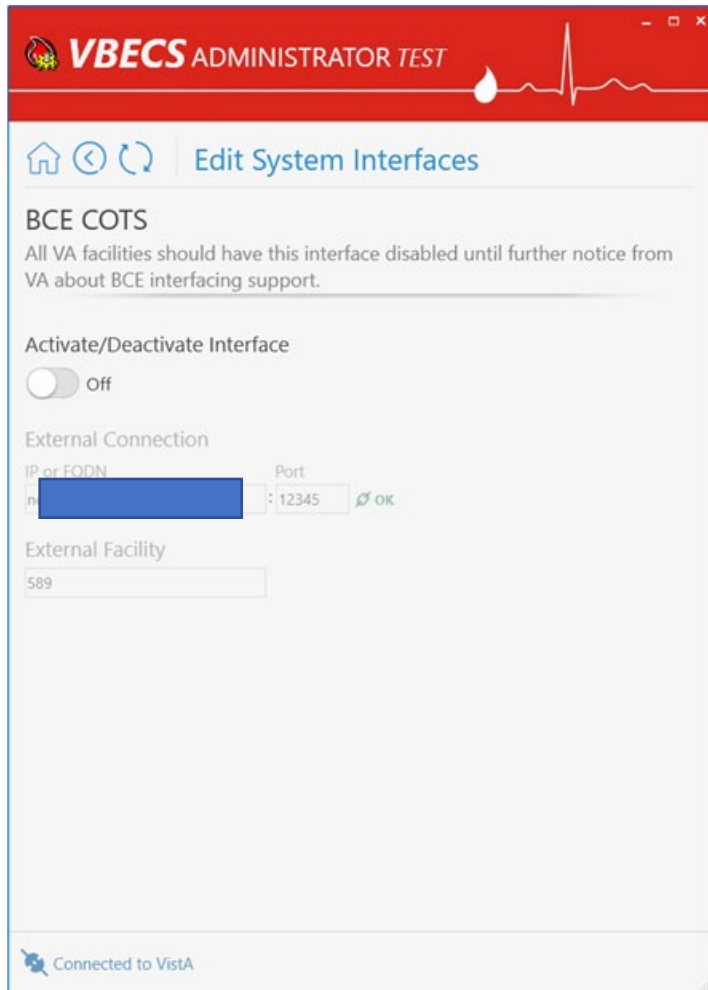 VBECS ADMINISTRATOR TEST
Edit System Interfaces
BCE COTS
All VA facilities should have this interface disabled until further notice from
VA about BCE interfacing support.
Activate/Deactivate Interface
Off
External Connection
IP or FQDN Port
: 12345 OK
External Facility
589
Connected to VistA